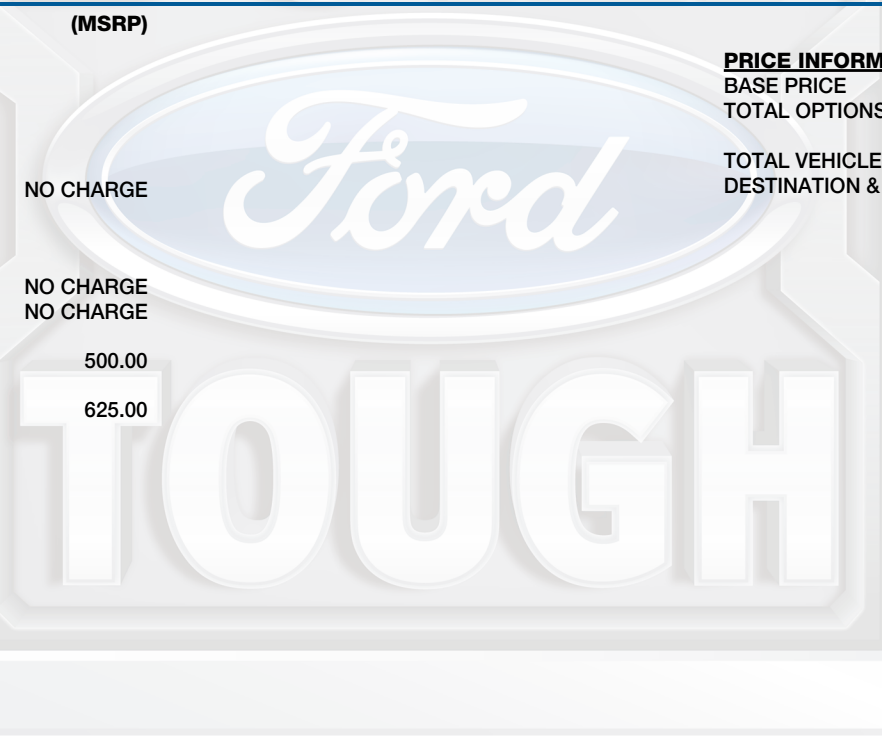 (MSRP)
NO CHARGE
NO CHARGE
NO CHARGE
500.00
625.00
PRICE INFORM
BASE PRICE
TOTAL OPTIONS
TOTAL VEHICLE
DESTINATION &
Ford
TOUGH